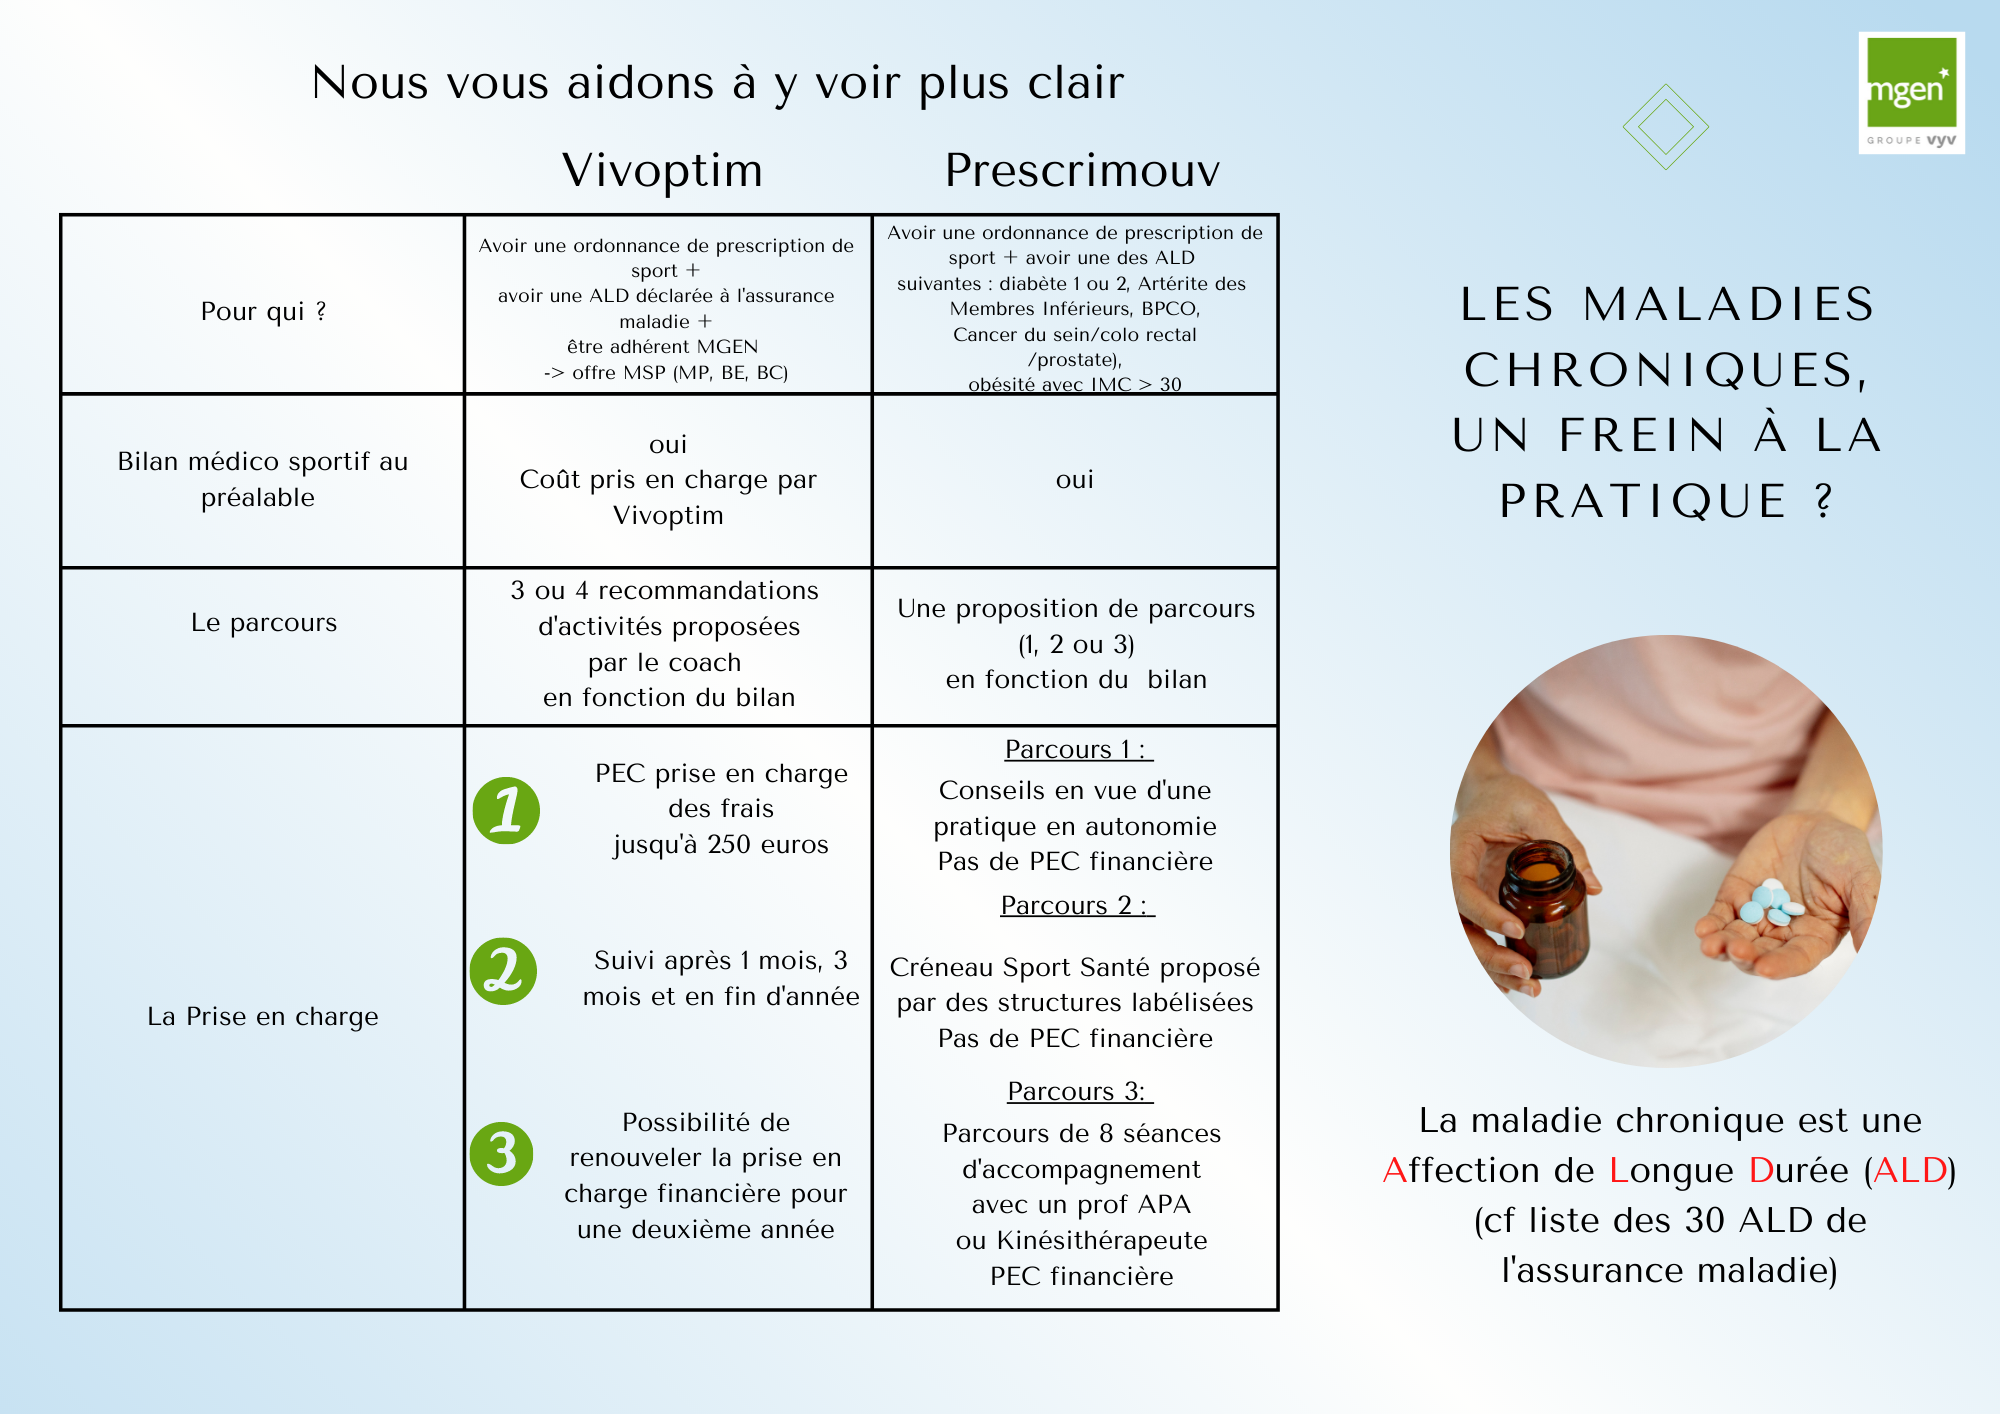 Nous vous aidons à y voir plus clair
Vivoptim
Prescrimouv
Pour qui ?
Avoir une ordonnance de prescription de
sport +
avoir une ALD déclarée à l'assurance
maladie +
être adhérent MGEN
-> offre MSP (MP, BE, BC)
Avoir une ordonnance de prescription de
sport + avoir une des ALD
suivantes : diabète 1 ou 2, Artérite des
Membres Inférieurs, BPCO,
Cancer du sein/colo rectal
/prostate),
obésité avec IMC > 30
Bilan médico sportif au
préalable
oui
Coût pris en charge par
Vivoptim
oui
Le parcours
3 ou 4 recommandations
d'activités proposées
par le coach
en fonction du bilan
Une proposition de parcours
(1, 2 ou 3)
en fonction du  bilan
La Prise en charge
1
PEC prise en charge
des frais
jusqu'à 250 euros
2
Suivi après 1 mois, 3
mois et en fin d'année
3
Possibilité de
renouveler la prise en
charge financière pour
une deuxième année
Parcours 1 :
Conseils en vue d'une
pratique en autonomie
Pas de PEC financière
Parcours 2 :
Créneau Sport Santé proposé
par des structures labélisées
Pas de PEC financière
Parcours 3:
Parcours de 8 séances
d'accompagnement
avec un prof APA
ou Kinésithérapeute
PEC financière
mgen
GROUPE vyv
LES MALADIES
CHRONIQUES,
UN FREIN À LA
PRATIQUE ?
La maladie chronique est une
Affection de Longue Durée (ALD)
(cf liste des 30 ALD de
l'assurance maladie)